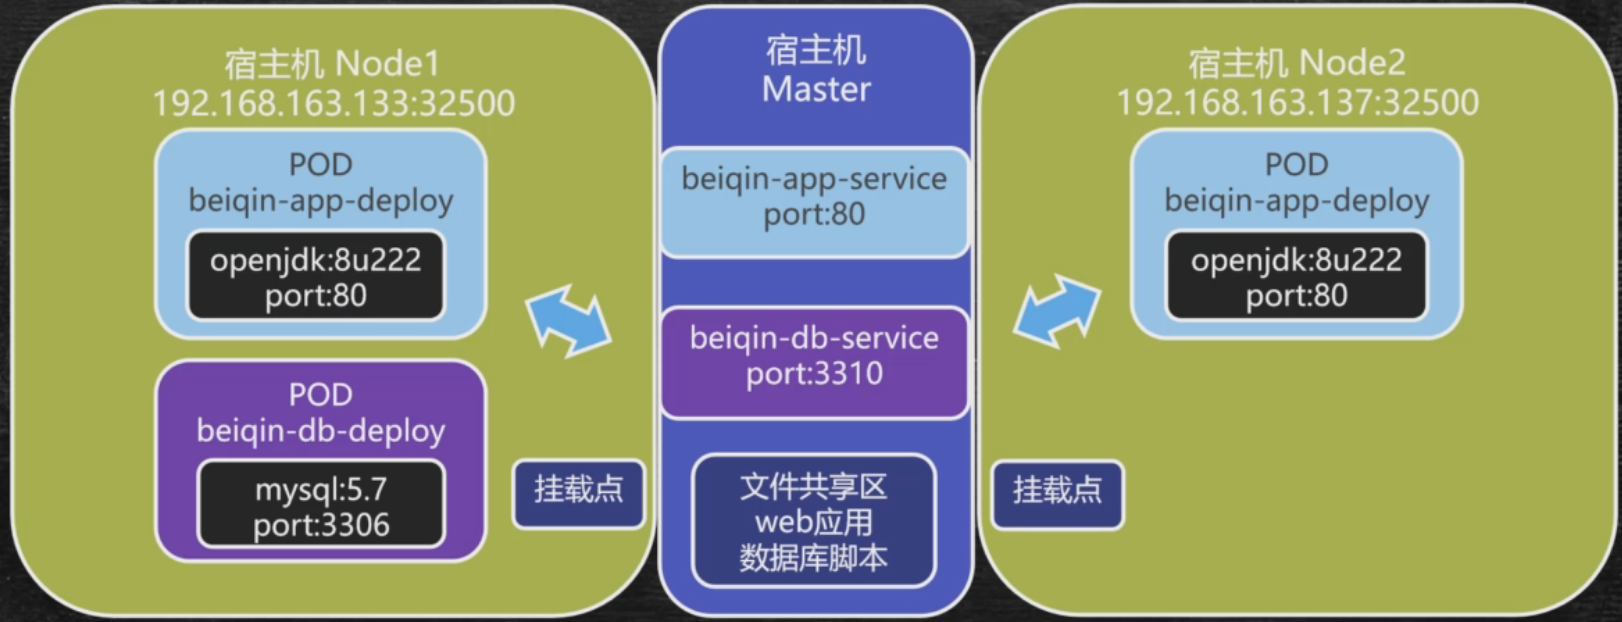 宿主机 Node1
192.168.163.133:32500
POD
beiqin-app-deploy
openjdk:8u222
port:80
POD
beiqin-db-deploy
mysql:5.7
port:3306
挂载点
宿主机
Master
beiqin-app-service
port:80
beiqin-db-service
port:3310
文件共享区
web应用
数据库脚本
宿主机 Node2
192.168.163.137:32500
POD
beiqin-app-deploy
openjdk:8u222
port:80
挂载点